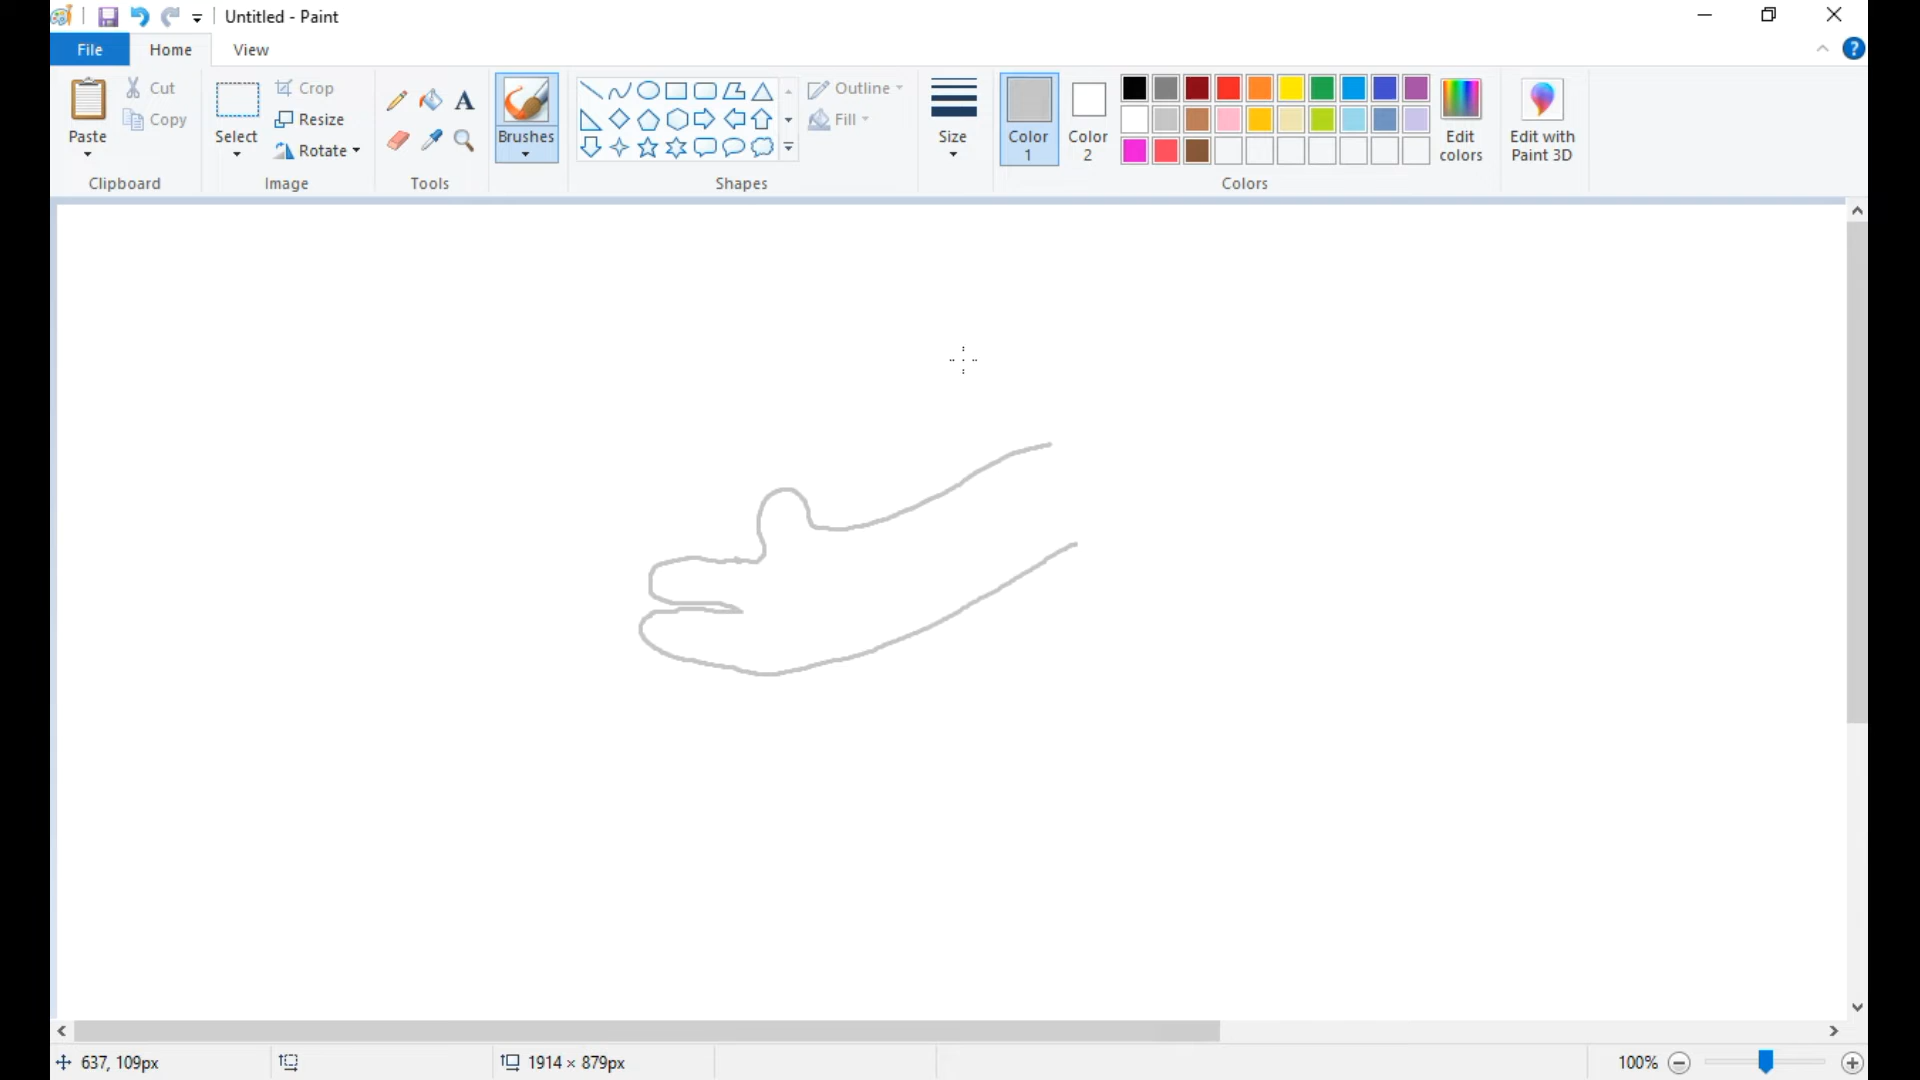 Untitled - Paint
File Home View
Paste Cut Copy Clipboard
Select Crop Resize Rotate Image
A Tools
Brushes
Shapes Outline Fill
Size
Color 1 Color 2 Edit colors Colors
Edit with Paint 3D
?
637, 109px 1914 × 879px 100%